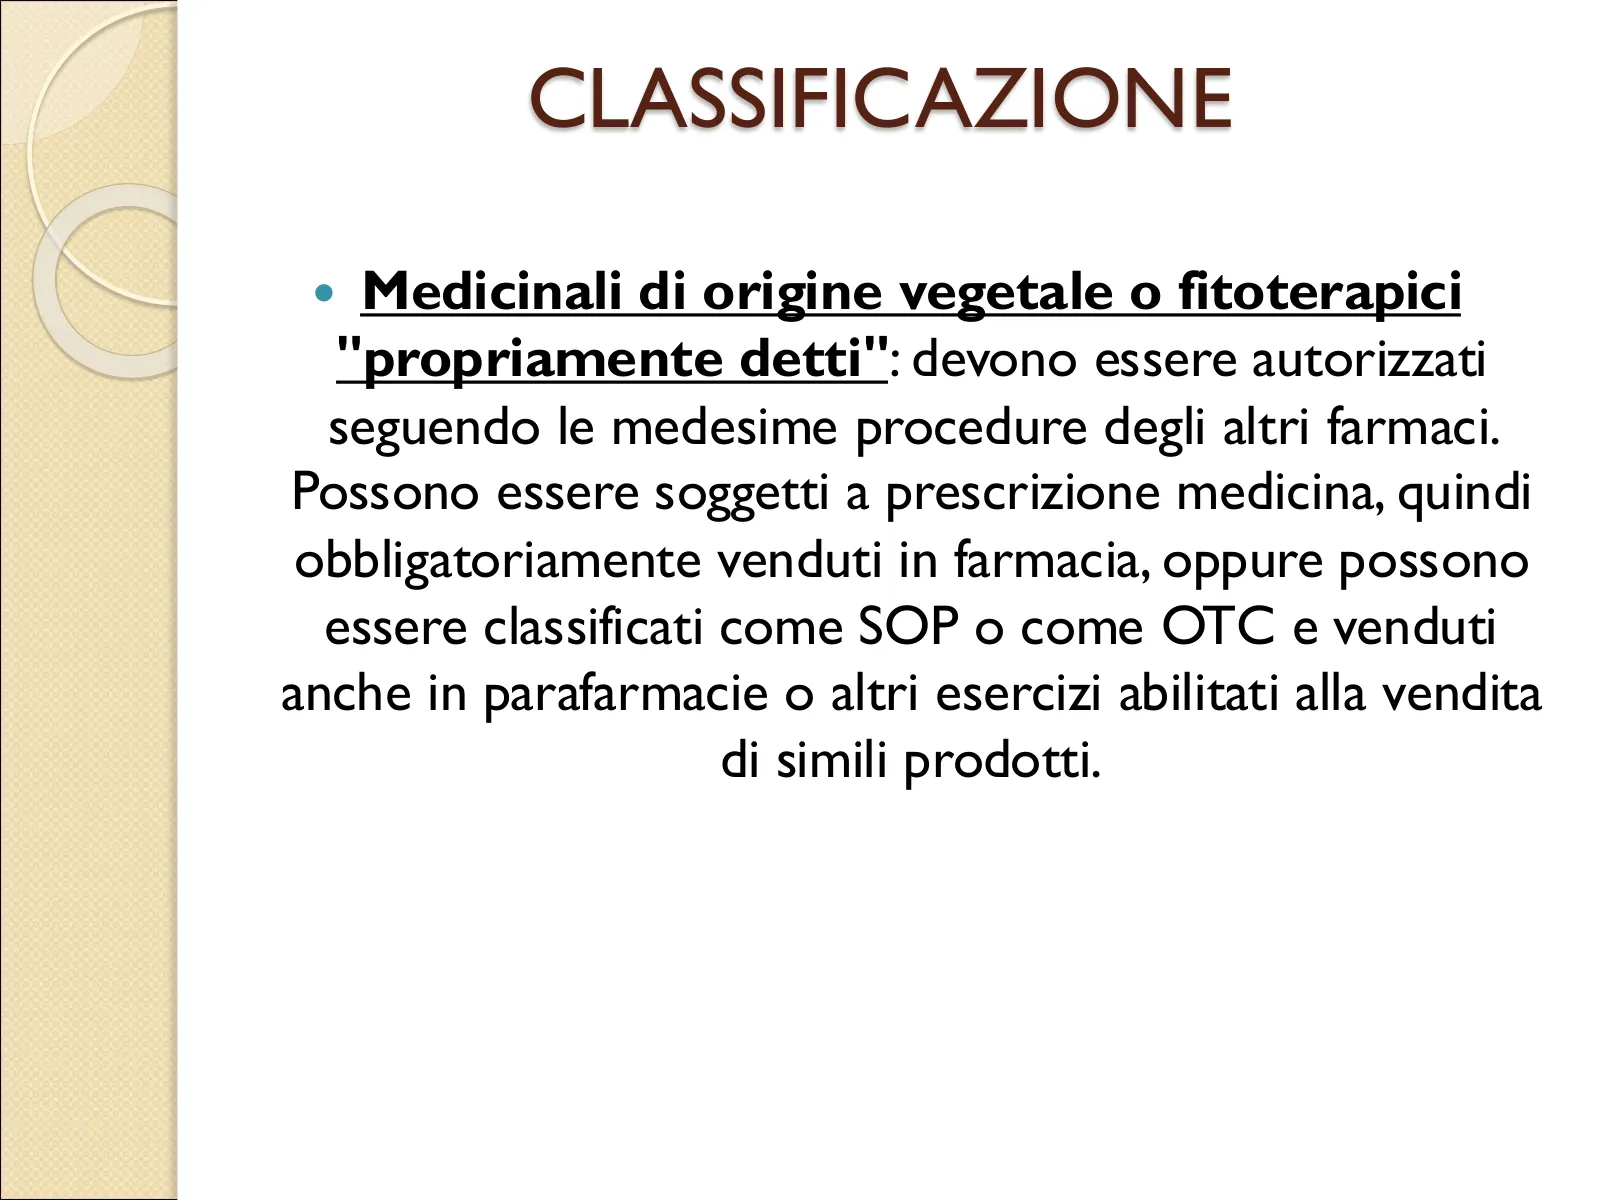 CLASSIFICAZIONE
• Medicinali di origine vegetale o fitoterapici
"propriamente detti": devono essere autorizzati
seguendo le medesime procedure degli altri farmaci.
Possono essere soggetti a prescrizione medicina, quindi
obbligatoriamente venduti in farmacia, oppure possono
essere classificati come SOP o come OTC e venduti
anche in parafarmacie o altri esercizi abilitati alla vendita
di simili prodotti.